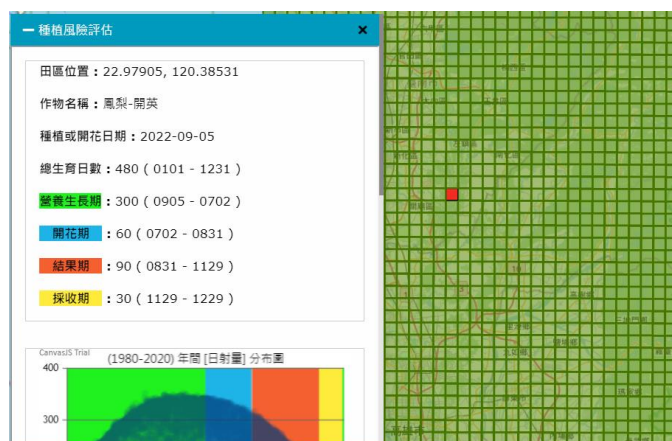 種植風險評估
田區位置：22.97905, 120.38531
作物名稱：鳳梨-開英
種植或開花日期：2022-09-05
總生育日數：480 ( 0101 - 1231 )
營養生長期：300 ( 0905 - 0702 )
開花期：60 ( 0702 - 0831 )
結果期：90 ( 0831 - 1129 )
採收期：30 ( 1129 - 1229 )
CanvasJS Trial
(1980-2020) 年間 [日射量] 分布圖
400
300